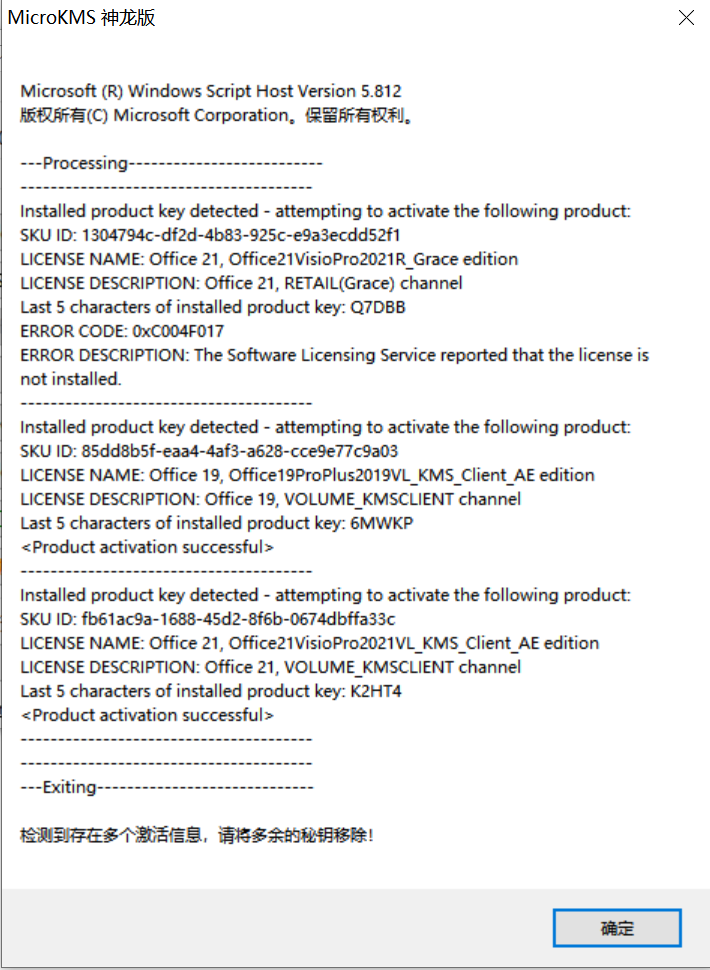 MicroKMS 神龙版
Microsoft (R) Windows Script Host Version 5.812
版权所有(C) Microsoft Corporation。保留所有权利。
---Processing--------------------------
---------------------------------------
Installed product key detected - attempting to activate the following product:
SKU ID: 1304794c-df2d-4b83-925c-e9a3ecdd52f1
LICENSE NAME: Office 21, Office21VisioPro2021R_Grace edition
LICENSE DESCRIPTION: Office 21, RETAIL(Grace) channel
Last 5 characters of installed product key: Q7DBB
ERROR CODE: 0xC004F017
ERROR DESCRIPTION: The Software Licensing Service reported that the license is
not installed.
---------------------------------------
Installed product key detected - attempting to activate the following product:
SKU ID: 85dd8b5f-eaa4-4af3-a628-cce9e77c9a03
LICENSE NAME: Office 19, Office19ProPlus2019VL_KMS_Client_AE edition
LICENSE DESCRIPTION: Office 19, VOLUME_KMSCLIENT channel
Last 5 characters of installed product key: 6MWKP
<Product activation successful>
---------------------------------------
Installed product key detected - attempting to activate the following product:
SKU ID: fb61ac9a-1688-45d2-8f6b-0674dbffa33c
LICENSE NAME: Office 21, Office21VisioPro2021VL_KMS_Client_AE edition
LICENSE DESCRIPTION: Office 21, VOLUME_KMSCLIENT channel
Last 5 characters of installed product key: K2HT4
<Product activation successful>
---------------------------------------
---------------------------------------
---Exiting-----------------------------
检测到存在多个激活信息，请将多余的秘钥移除！
确定